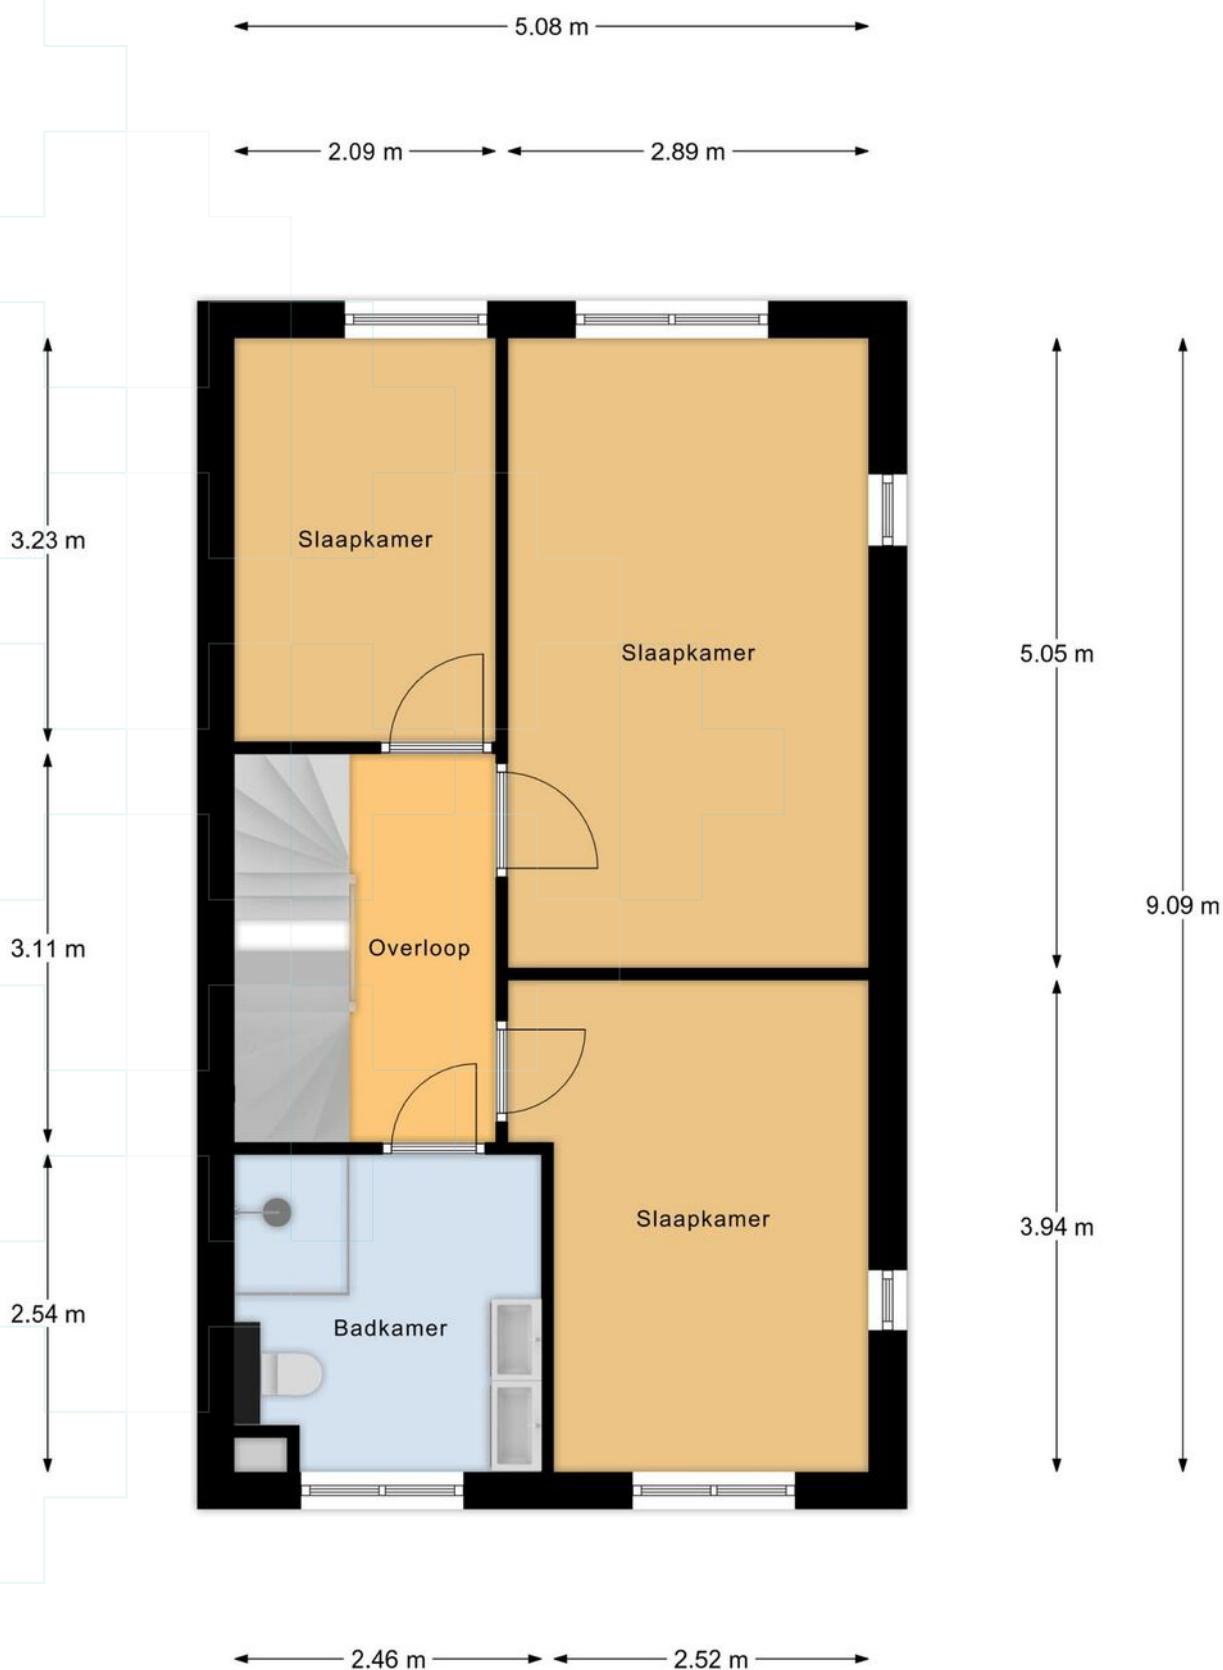 5.08 m
2.09 m
2.89 m
3.23 m
Slaapkamer
Slaapkamer
5.05 m
9.09 m
3.11 m
Overloop
Slaapkamer
3.94 m
2.54 m
Badkamer
2.46 m
2.52 m